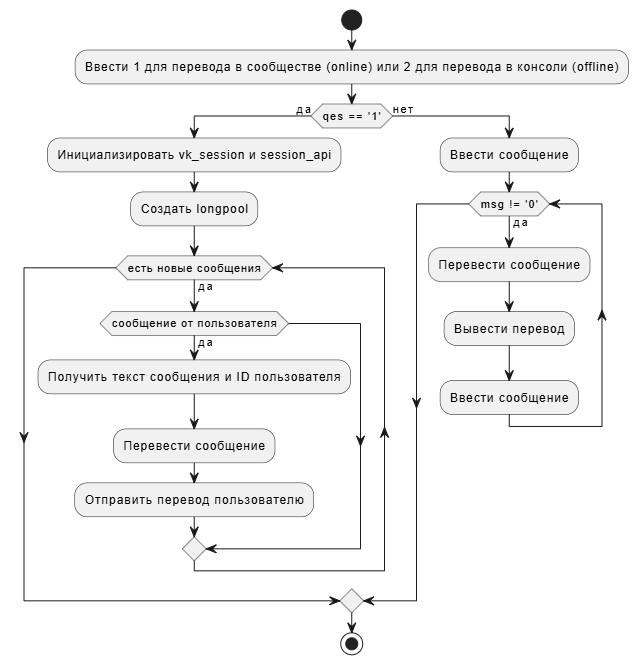 Ввести 1 для перевода в сообществе (online) или 2 для перевода в консоли (offline)
да
qes == '1'
нет
Инициализировать vk_session и session_api
Создать longpool
есть новые сообщения
да
сообщение от пользователя
да
Получить текст сообщения и ID пользователя
Перевести сообщение
Отправить перевод пользователю
Ввести сообщение
msg != '0'
да
Перевести сообщение
Вывести перевод
Ввести сообщение